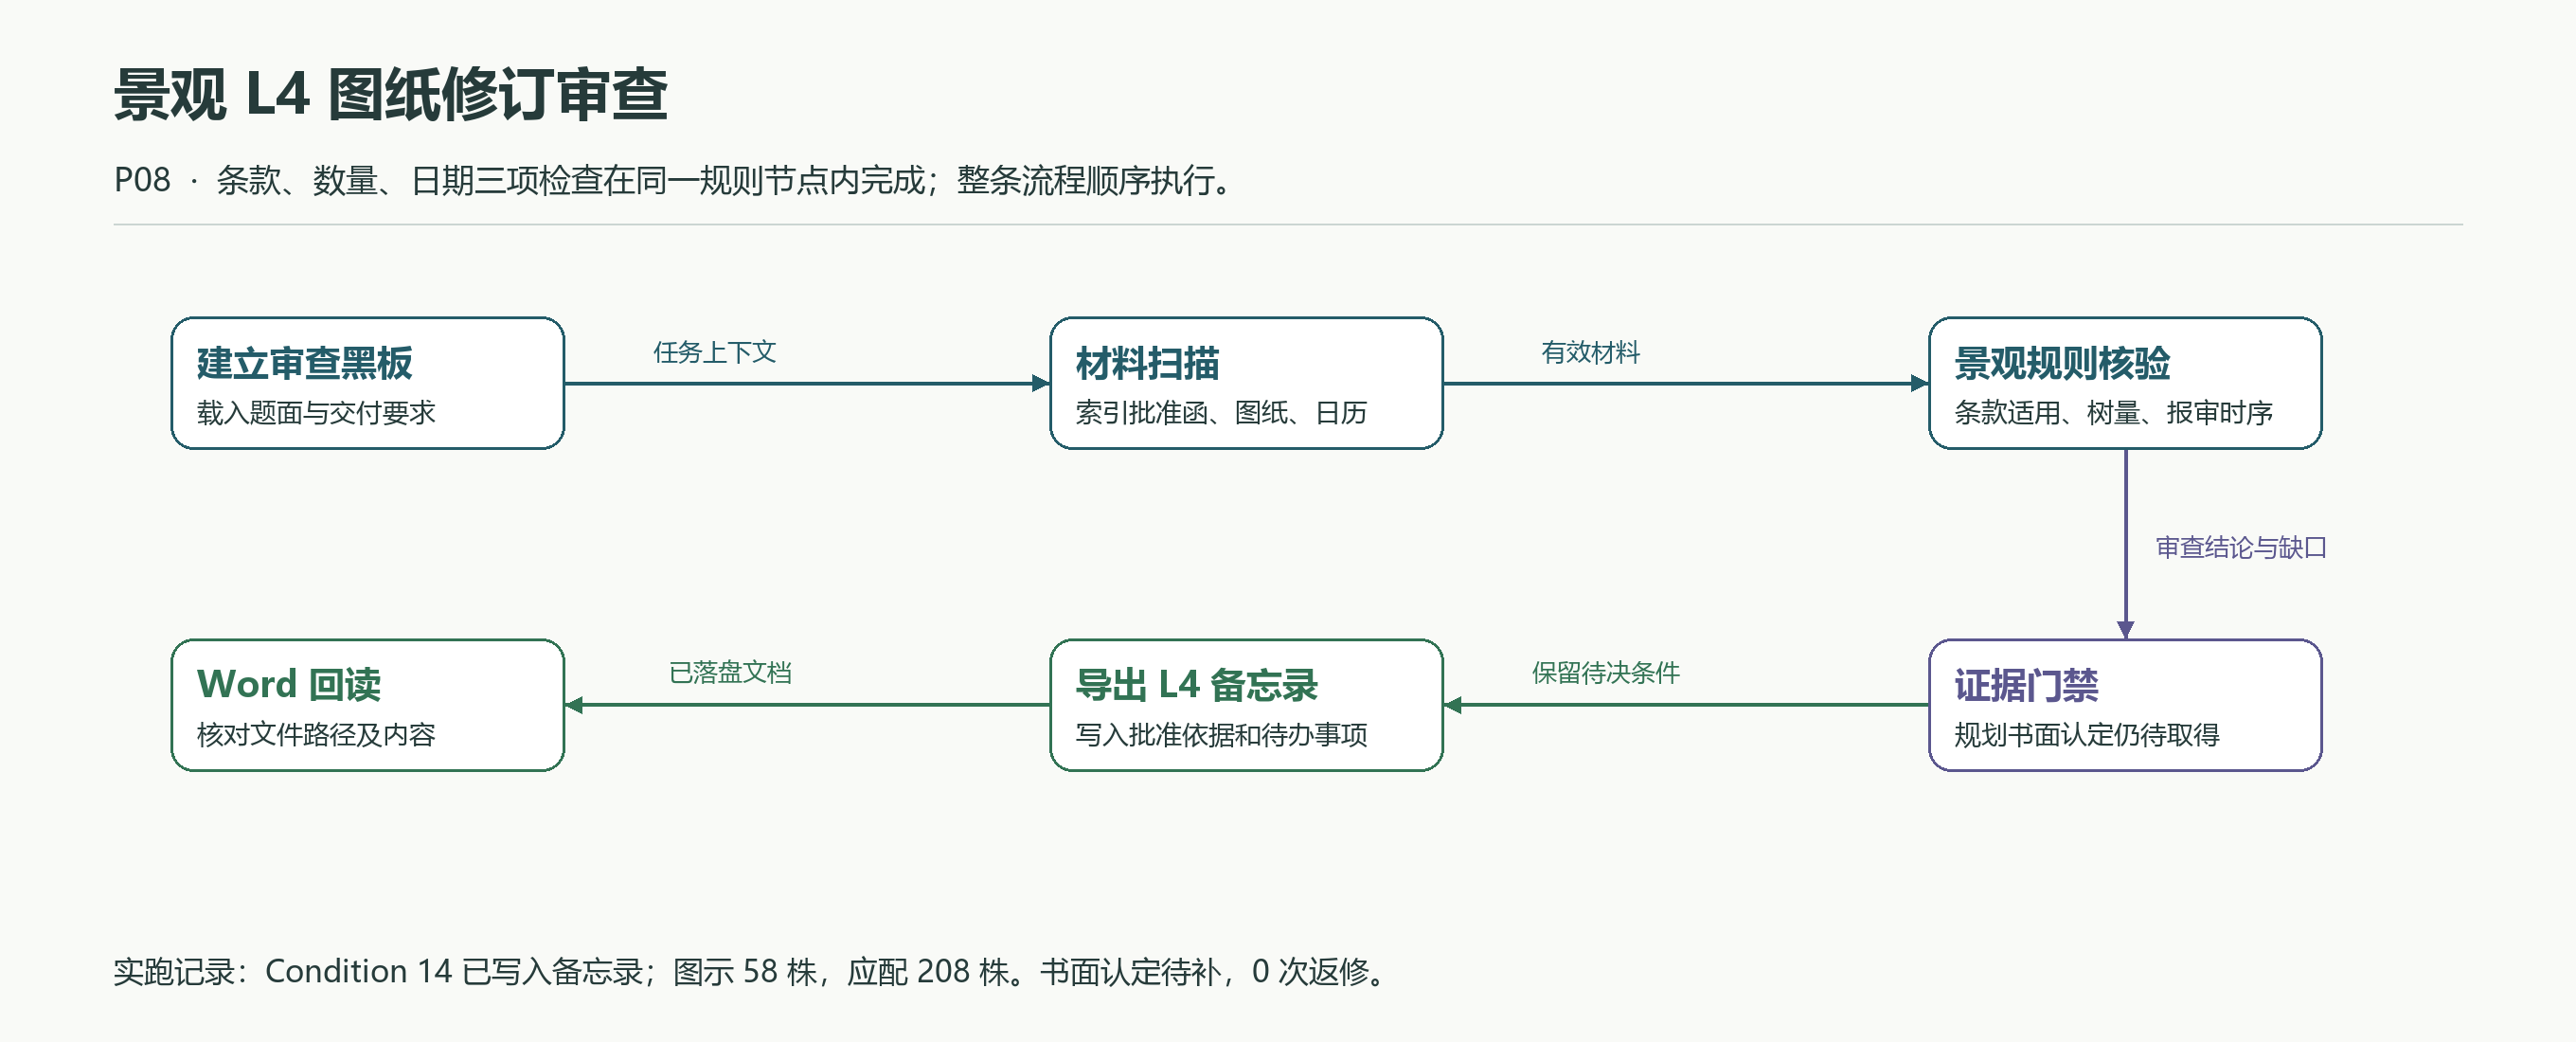 景观 L4 图纸修订审查
P08 · 条款、数量、日期三项检查在同一规则节点内完成；整条流程顺序执行。
建立审查黑板
载入题面与交付要求
任务上下文
材料扫描
索引批准函、图纸、日历
有效材料
景观规则核验
条款适用、树量、报审时序
审查结论与缺口
证据门禁
规划书面认定仍待取得
保留待决条件
导出 L4 备忘录
写入批准依据和待办事项
已落盘文档
Word 回读
核对文件路径及内容
实跑记录：Condition 14 已写入备忘录；图示 58 株，应配 208 株。书面认定待补，0 次返修。